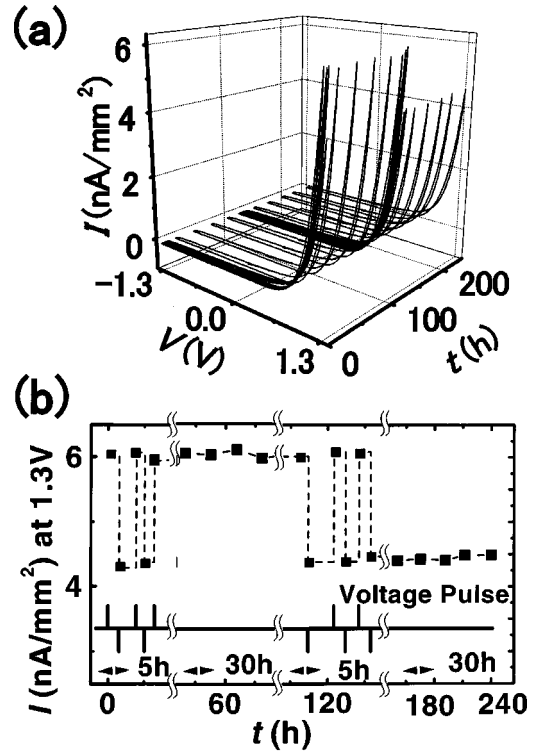 (a)
6
4
2
0
I (nA/mm²)
−1.3
0.0
1.3
V(V)
0
100
200
t(h)
(b)
6
4
I (nA/mm²) at 1.3V
Voltage Pulse
5h
30h
5h
30h
0
60
120
180
240
t (h)